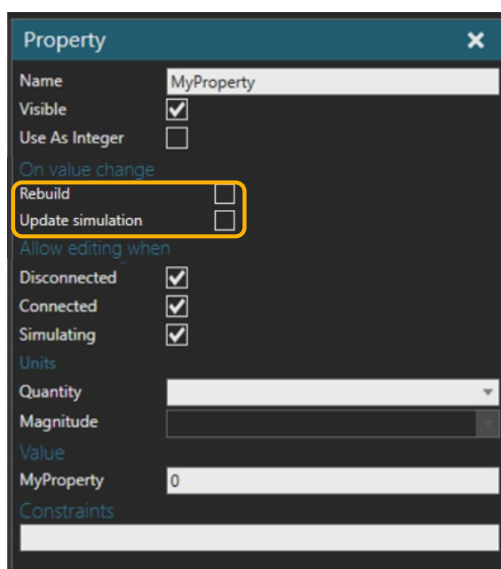 Property
Name MyProperty
Visible
Use As Integer
On value change
Rebuild
Update simulation
Allow editing when
Disconnected
Connected
Simulating
Units
Quantity
Magnitude
Value
MyProperty 0
Constraints